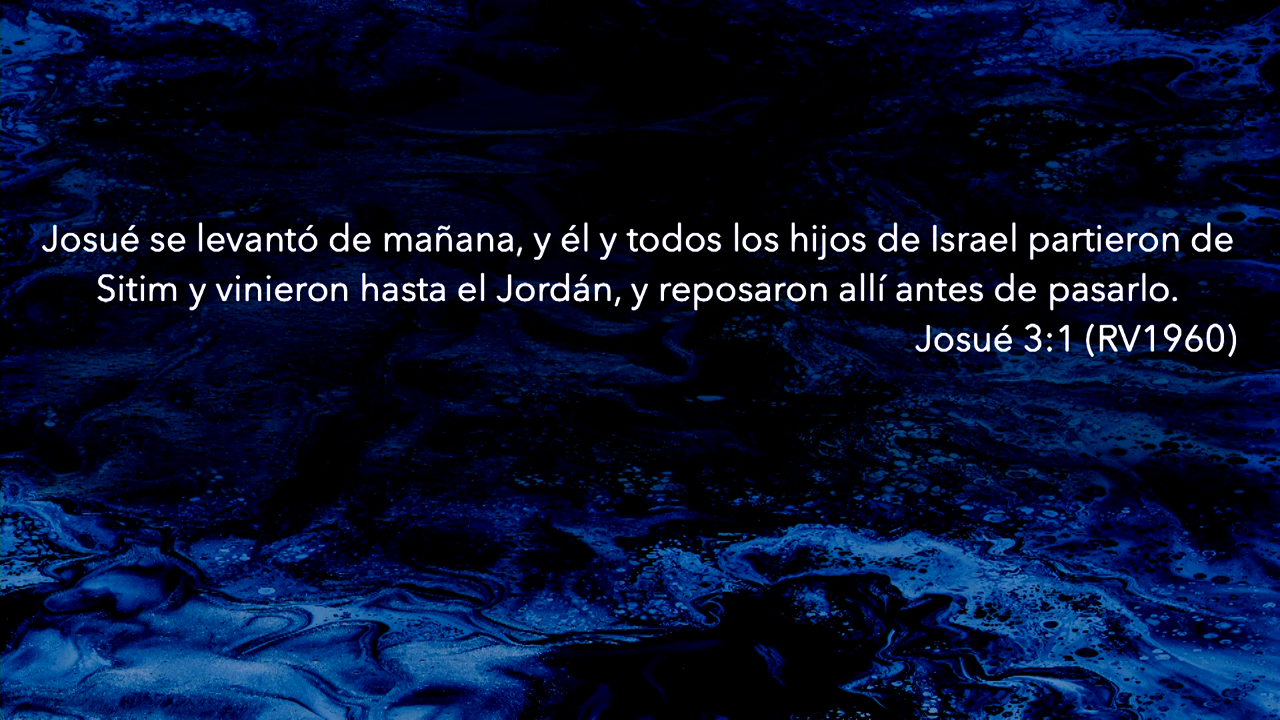 Josué se levantó de mañana, y él y todos los hijos de Israel partieron de
Sitim y vinieron hasta el Jordán, y reposaron allí antes de pasarlo.
Josué 3:1 (RV1960)